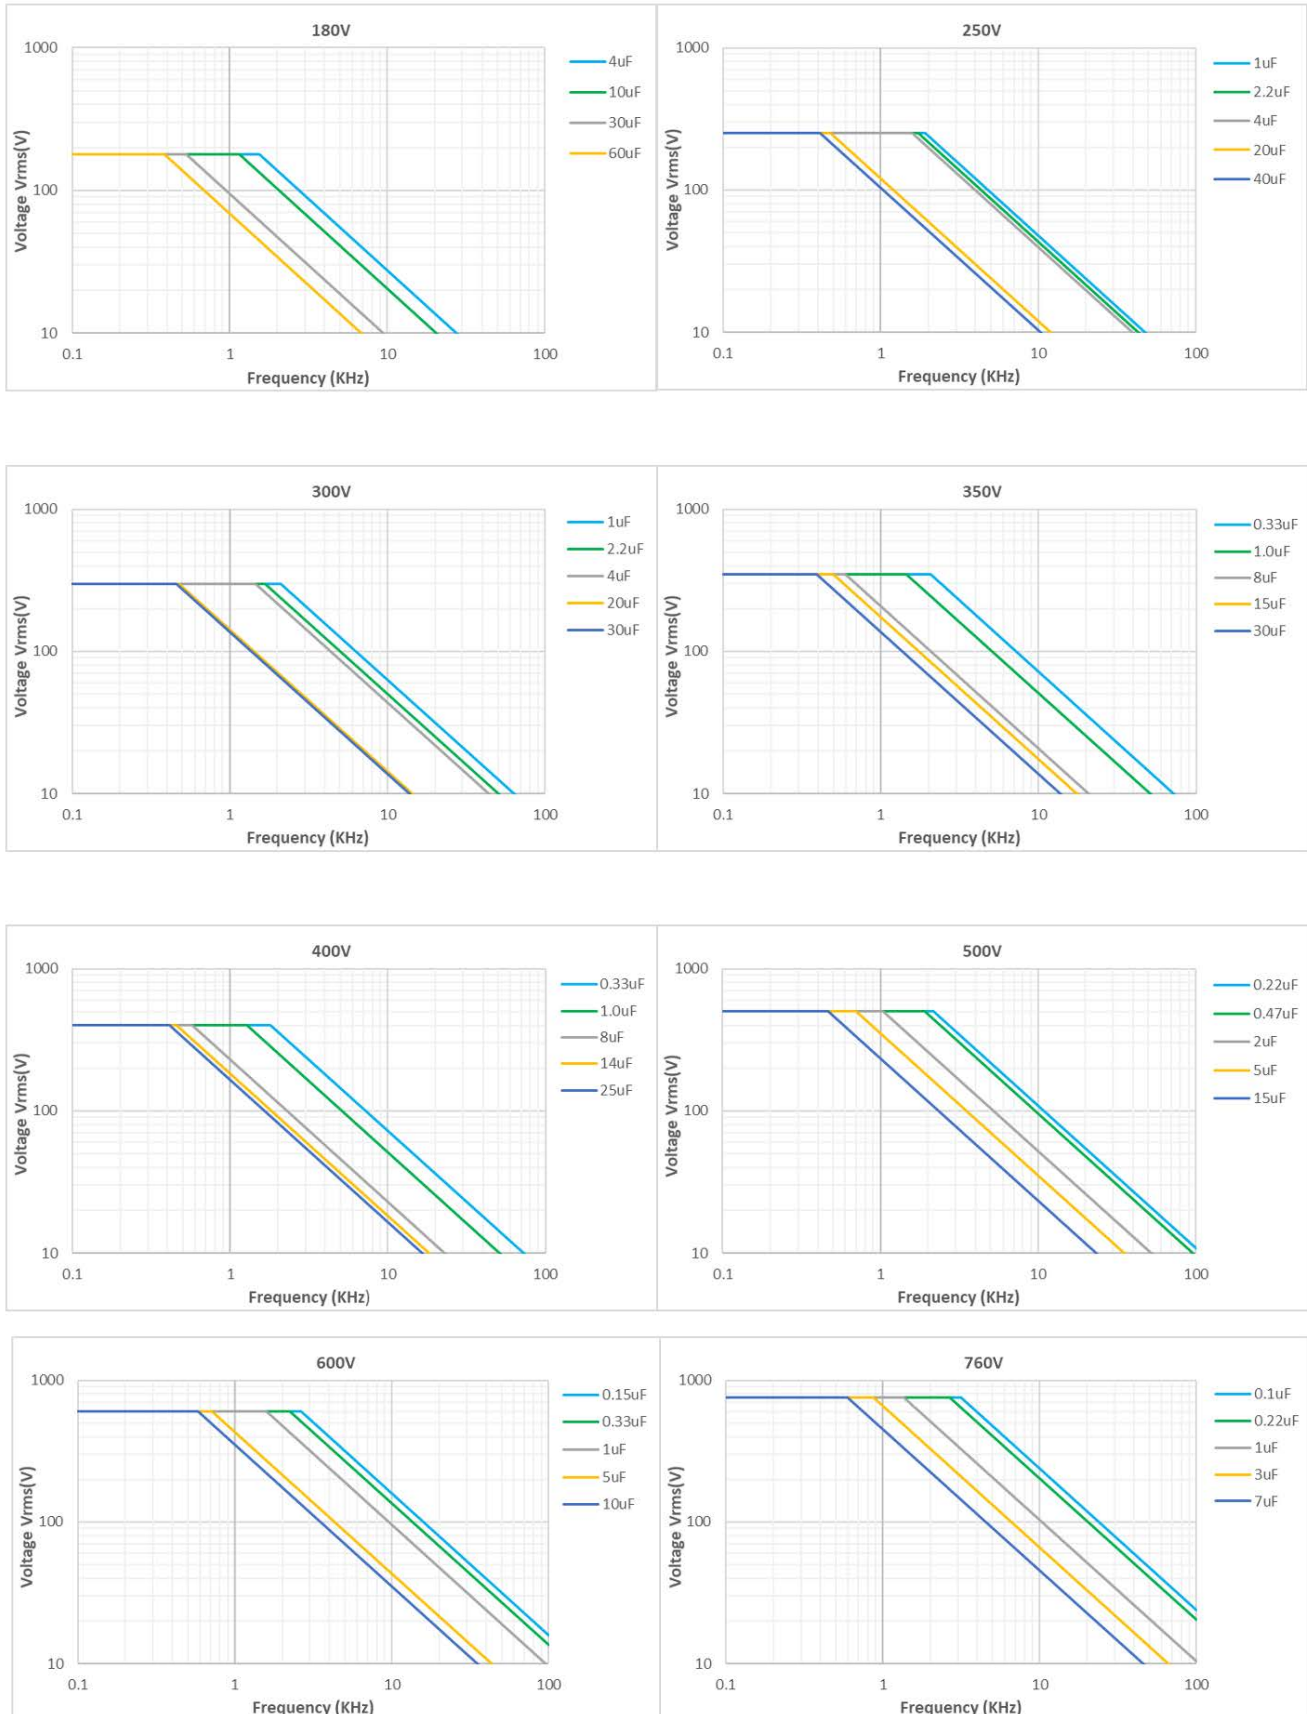 180V
1000
100
10
0.1
1
10
100
Voltage Vrms(V)
Frequency (KHz)
4uF
10uF
30uF
60uF
250V
1000
100
10
0.1
1
10
100
Voltage Vrms(V)
Frequency (KHz)
1uF
2.2uF
4uF
20uF
40uF
300V
1000
100
10
0.1
1
10
100
Voltage Vrms(V)
Frequency (KHz)
1uF
2.2uF
4uF
20uF
30uF
350V
1000
100
10
0.1
1
10
100
Voltage Vrms(V)
Frequency (KHz)
0.33uF
1.0uF
8uF
15uF
30uF
400V
1000
100
10
0.1
1
10
100
Voltage Vrms(V)
Frequency (KHz)
0.33uF
1.0uF
8uF
14uF
25uF
500V
1000
100
10
0.1
1
10
100
Voltage Vrms(V)
Frequency (KHz)
0.22uF
0.47uF
2uF
5uF
15uF
600V
1000
100
10
0.1
1
10
100
Voltage Vrms(V)
Frequency (KHz)
0.15uF
0.33uF
1uF
5uF
10uF
760V
1000
100
10
0.1
1
10
100
Voltage Vrms(V)
Frequency (KHz)
0.1uF
0.22uF
1uF
3uF
7uF